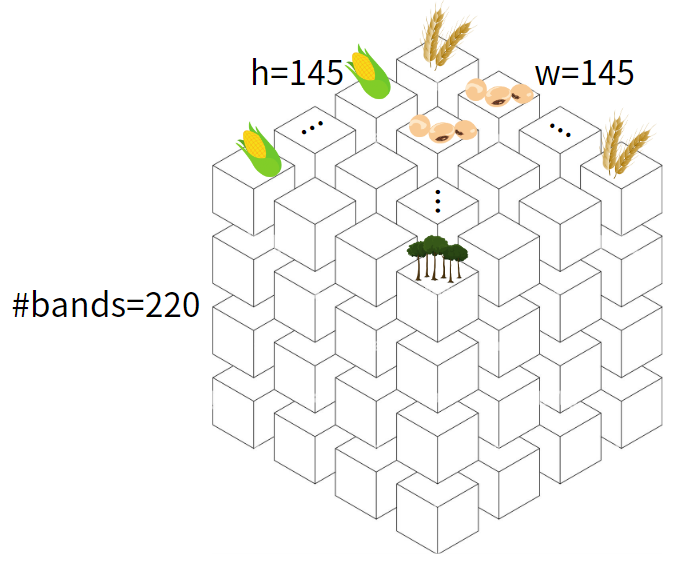 h=145
w=145
...
...
⋮
#bands=220